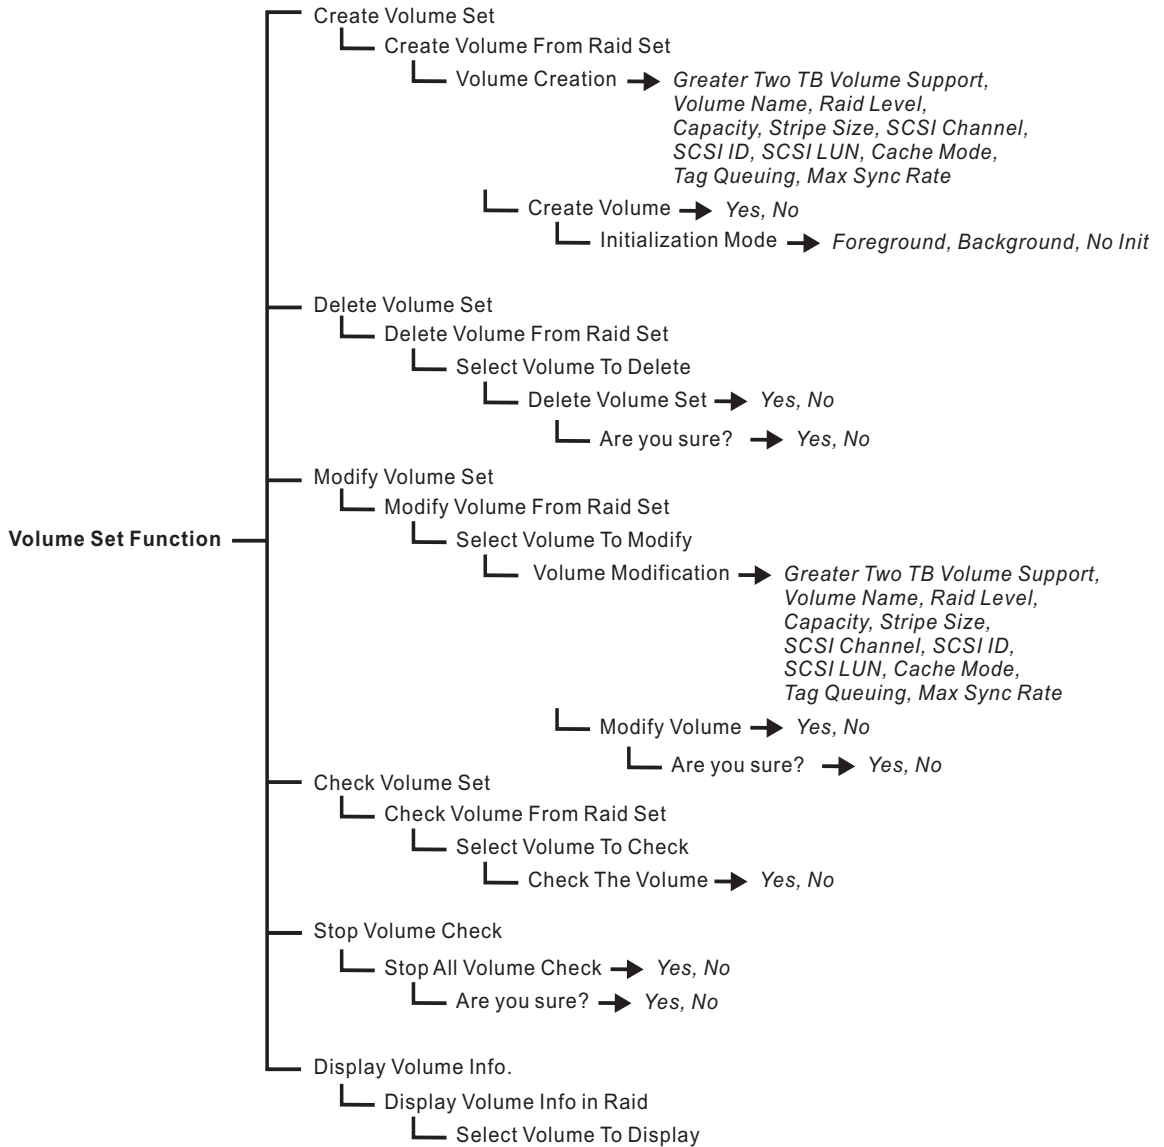 Create Volume Set
Create Volume From Raid Set
Volume Creation
Greater Two TB Volume Support,
Volume Name, Raid Level,
Capacity, Stripe Size, SCSI Channel,
SCSI ID, SCSI LUN, Cache Mode,
Tag Queuing, Max Sync Rate
Create Volume
Yes, No
Initialization Mode
Foreground, Background, No Init
Delete Volume Set
Delete Volume From Raid Set
Select Volume To Delete
Delete Volume Set
Yes, No
Are you sure?
Yes, No
Modify Volume Set
Modify Volume From Raid Set
Volume Set Function
Select Volume To Modify
Volume Modification
Greater Two TB Volume Support,
Volume Name, Raid Level,
Capacity, Stripe Size,
SCSI Channel, SCSI ID,
SCSI LUN, Cache Mode,
Tag Queuing, Max Sync Rate
Modify Volume
Yes, No
Are you sure?
Yes, No
Check Volume Set
Check Volume From Raid Set
Select Volume To Check
Check The Volume
Yes, No
Stop Volume Check
Stop All Volume Check
Yes, No
Are you sure?
Yes, No
Display Volume Info.
Display Volume Info in Raid
Select Volume To Display